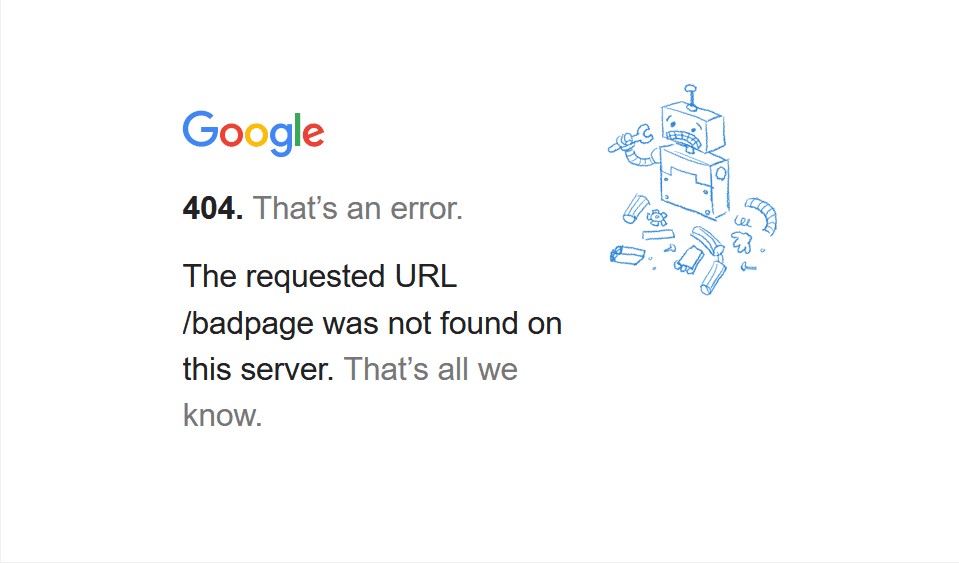 Google
404. That’s an error.
The requested URL
/badpage was not found on
this server. That’s all we
know.